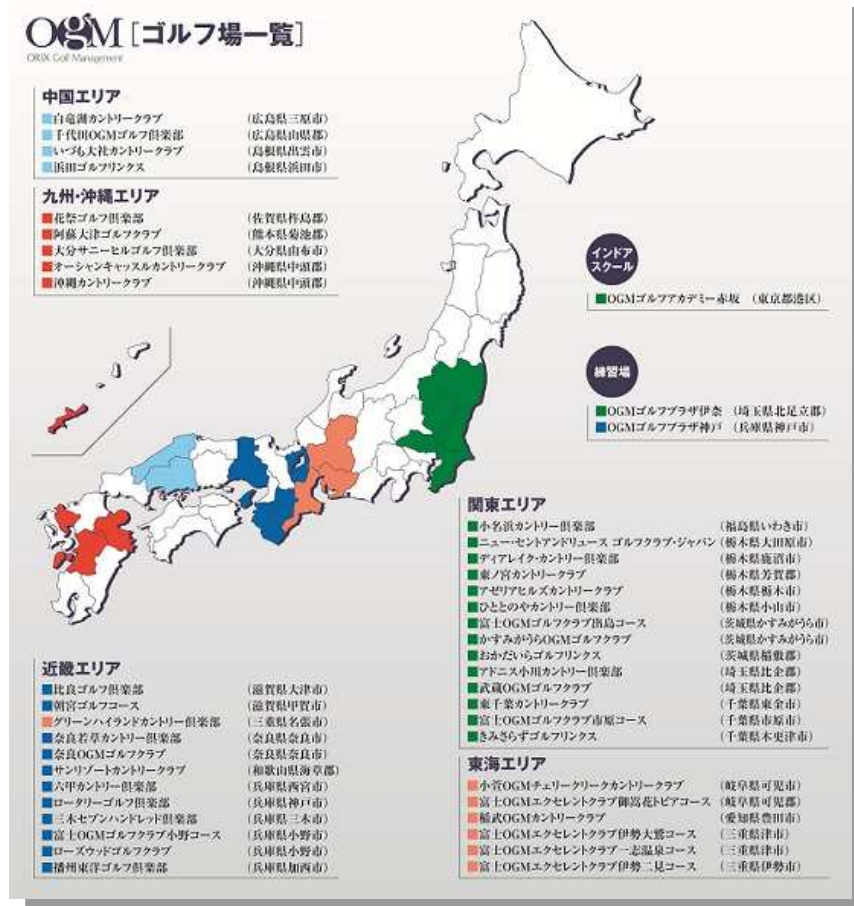 OGM [ゴルフ場一覧]
ORIX Golf Management
中国エリア
白竜湖カントリークラブ (広島県三原市)
千代田OGMゴルフ倶楽部 (広島県山県郡)
いづも大社カントリークラブ (島根県出雲市)
浜田ゴルフリンクス (島根県浜田市)
九州・沖縄エリア
花祭ゴルフ倶楽部 (佐賀県杵島郡)
阿蘇大津ゴルフクラブ (熊本県菊池郡)
大分サニーヒルゴルフ倶楽部 (大分県由布市)
オーシャンキャッスルカントリークラブ (沖縄県中頭郡)
沖縄カントリークラブ (沖縄県中頭郡)
インドア
スクール
OGMゴルフアカデミー赤坂 (東京都港区)
練習場
OGMゴルフプラザ伊奈 (埼玉県北足立郡)
OGMゴルフプラザ神戸 (兵庫県神戸市)
関東エリア
小名浜カントリー倶楽部 (福島県いわき市)
ニュー・セントアンドリュース ゴルフクラブ・ジャパン (栃木県大田原市)
ディアレイク・カントリー倶楽部 (栃木県鹿沼市)
東ノ宮カントリークラブ (栃木県芳賀郡)
アゼリアヒルズカントリークラブ (栃木県栃木市)
ひととのやカントリー倶楽部 (栃木県小山市)
富士OGMゴルフクラブ出島コース (茨城県かすみがうら市)
かすみがうらOGMゴルフクラブ (茨城県かすみがうら市)
おかだいらゴルフリンクス (茨城県稲敷郡)
アドニス小川カントリー倶楽部 (埼玉県比企郡)
武蔵OGMゴルフクラブ (埼玉県比企郡)
東千葉カントリークラブ (千葉県東金市)
富士OGMゴルフクラブ市原コース (千葉県市原市)
きみさらずゴルフリンクス (千葉県木更津市)
近畿エリア
比良ゴルフ倶楽部 (滋賀県大津市)
朝宮ゴルフコース (滋賀県甲賀市)
グリーンハイランドカントリー倶楽部 (三重県名張市)
奈良若草カントリー倶楽部 (奈良県奈良市)
奈良OGMゴルフクラブ (奈良県奈良市)
サンリゾートカントリークラブ (和歌山県海草郡)
六甲カントリー倶楽部 (兵庫県西宮市)
ロータリーゴルフ倶楽部 (兵庫県神戸市)
三木セブンハンドレッド倶楽部 (兵庫県三木市)
富士OGMゴルフクラブ小野コース (兵庫県小野市)
ローズウッドゴルフクラブ (兵庫県小野市)
播州東洋ゴルフ倶楽部 (兵庫県加西市)
東海エリア
小萱OGMチェリークリークカントリークラブ (岐阜県可児市)
富士OGMエクセレントクラブ御嵩花トピアコース (岐阜県可児郡)
稲武OGMカントリークラブ (愛知県豊田市)
富士OGMエクセレントクラブ伊勢大鷲コース (三重県津市)
富士OGMエクセレントクラブ一志温泉コース (三重県津市)
富士OGMエクセレントクラブ伊勢二見コース (三重県伊勢市)